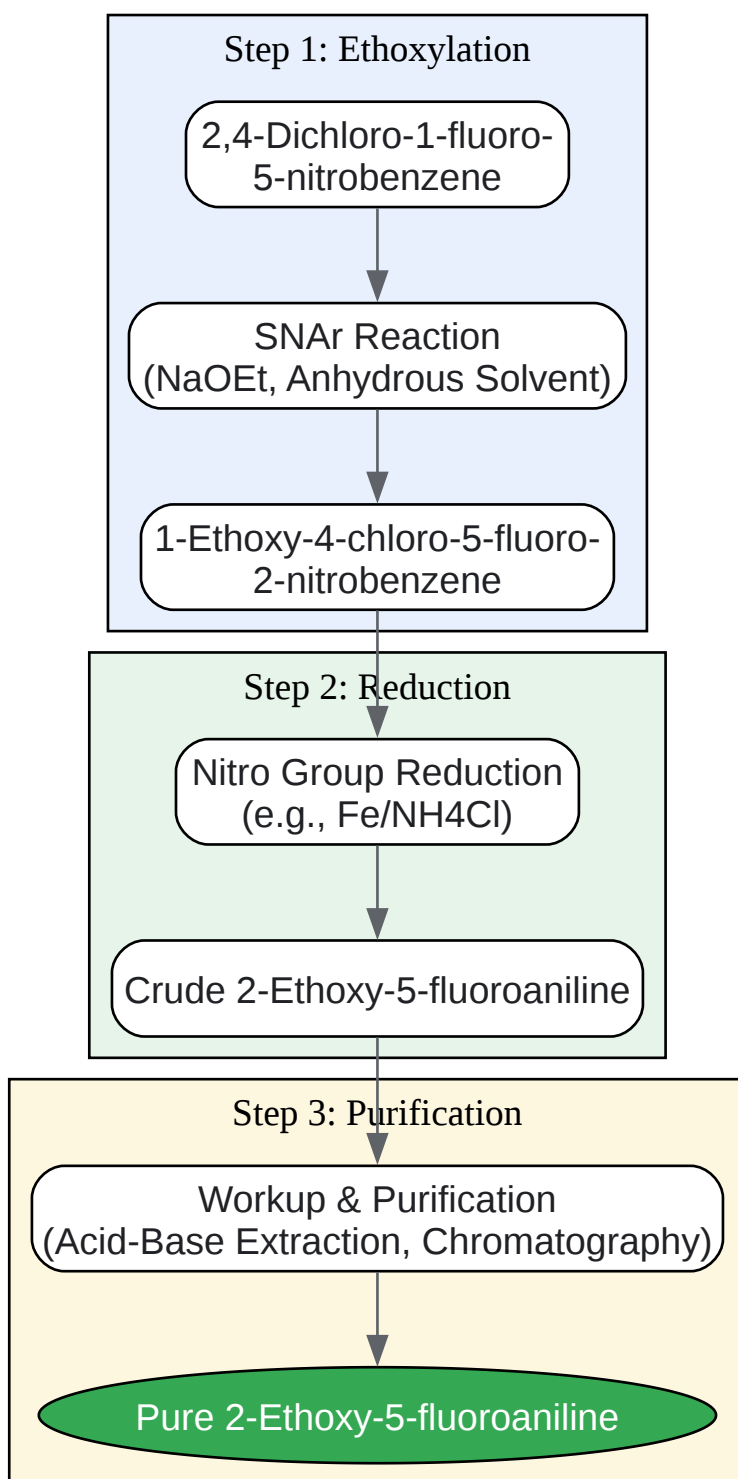 Step 1: Ethoxylation
2,4-Dichloro-1-fluoro-
5-nitrobenzene
SNAr Reaction
(NaOEt, Anhydrous Solvent)
1-Ethoxy-4-chloro-5-fluoro-
2-nitrobenzene
Step 2: Reduction
Nitro Group Reduction
(e.g., Fe/NH4Cl)
Crude 2-Ethoxy-5-fluoroaniline
Step 3: Purification
Workup & Purification
(Acid-Base Extraction, Chromatography)
Pure 2-Ethoxy-5-fluoroaniline